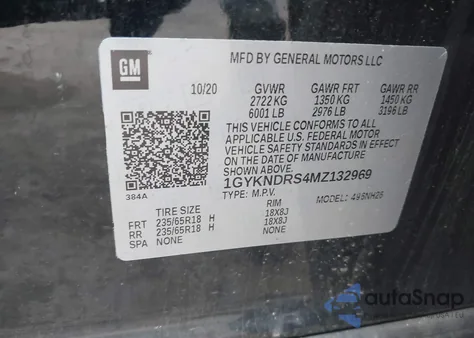 GM
MFD BY GENERAL MOTORS LLC
10/20 GVWR GAWR FRT GAWR RR
2722 KG 1350 KG 1450 KG
6001 LB 2976 LB 3196 LB
THIS VEHICLE CONFORMS TO ALL
APPLICABLE U.S. FEDERAL MOTOR
VEHICLE SAFETY STANDARDS IN EFFECT
ON THE DATE OF MANUFACTURE
SHOWN ABOVE.
1GYKNDRS4MZ132969
TYPE: M.P.V. MODEL: 4S6NH26
384A
TIRE SIZE RIM
FRT 235/65R18 H 18X8J
RR 235/65R18 H 18X8J
SPA NONE NONE
autoSnap